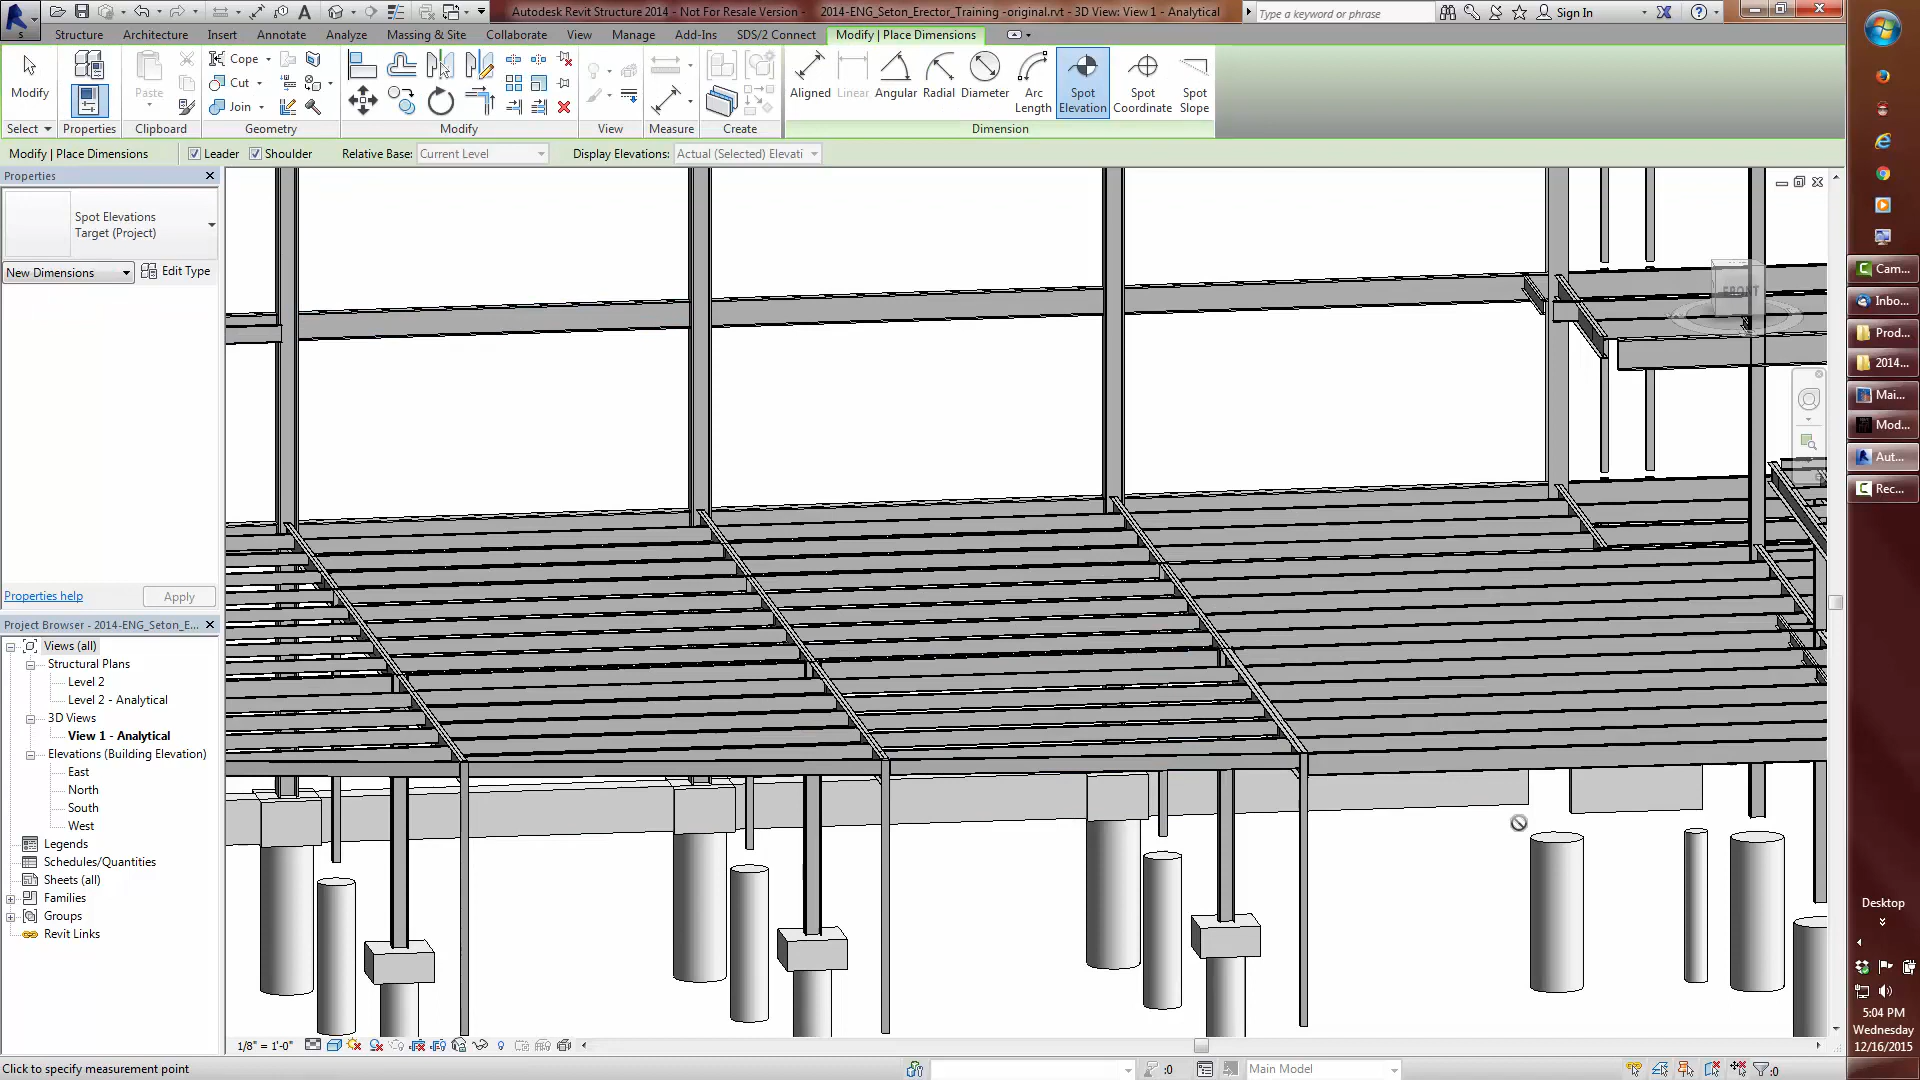 Autodesk Revit Structure 2014 - Not For Resale Version - 2014-ENG_Seton_Erector_Training -original.rvt - 3D View: View 1 - Analytical
Type a keyword or phrase
Sign In
Structure Architecture Insert Annotate Analyze Massing & Site Collaborate View Manage Add-Ins SDS/2 Connect Modify | Place Dimensions
Modify
Paste
Cope
Cut
Join
Aligned Linear Angular Radial Diameter Arc Length Spot Elevation Spot Coordinate Spot Slope
Select Properties Clipboard Geometry Modify View Measure Create Dimension
Modify | Place Dimensions Leader Shoulder Relative Base: Current Level Display Elevations: Actual (Selected) Elevati
Properties
Spot Elevations
Target (Project)
New Dimensions Edit Type
Properties help Apply
Project Browser - 2014-ENG_Seton_E...
Views (all)
Structural Plans
Level 2
Level 2 - Analytical
3D Views
View 1 - Analytical
Elevations (Building Elevation)
East
North
South
West
Legends
Schedules/Quantities
Sheets (all)
Families
Groups
Revit Links
FRONT
1/8" = 1'-0"
Click to specify measurement point
:0
Main Model
:0
Cam...
Inbo...
Prod...
2014...
Mai...
Mod...
Aut...
Rec...
Desktop
5:04 PM
Wednesday
12/16/2015